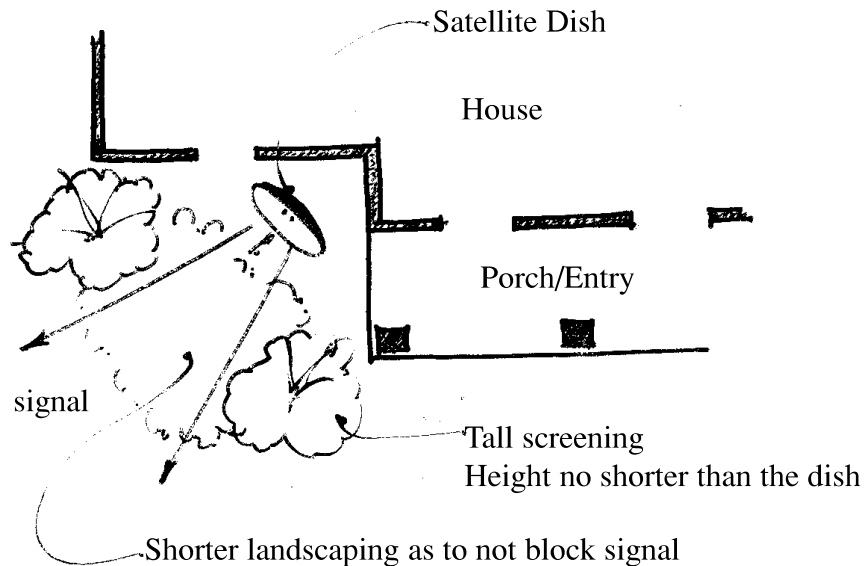 Satellite Dish
House
Porch/Entry
signal
Tall screening
Height no shorter than the dish
Shorter landscaping as to not block signal